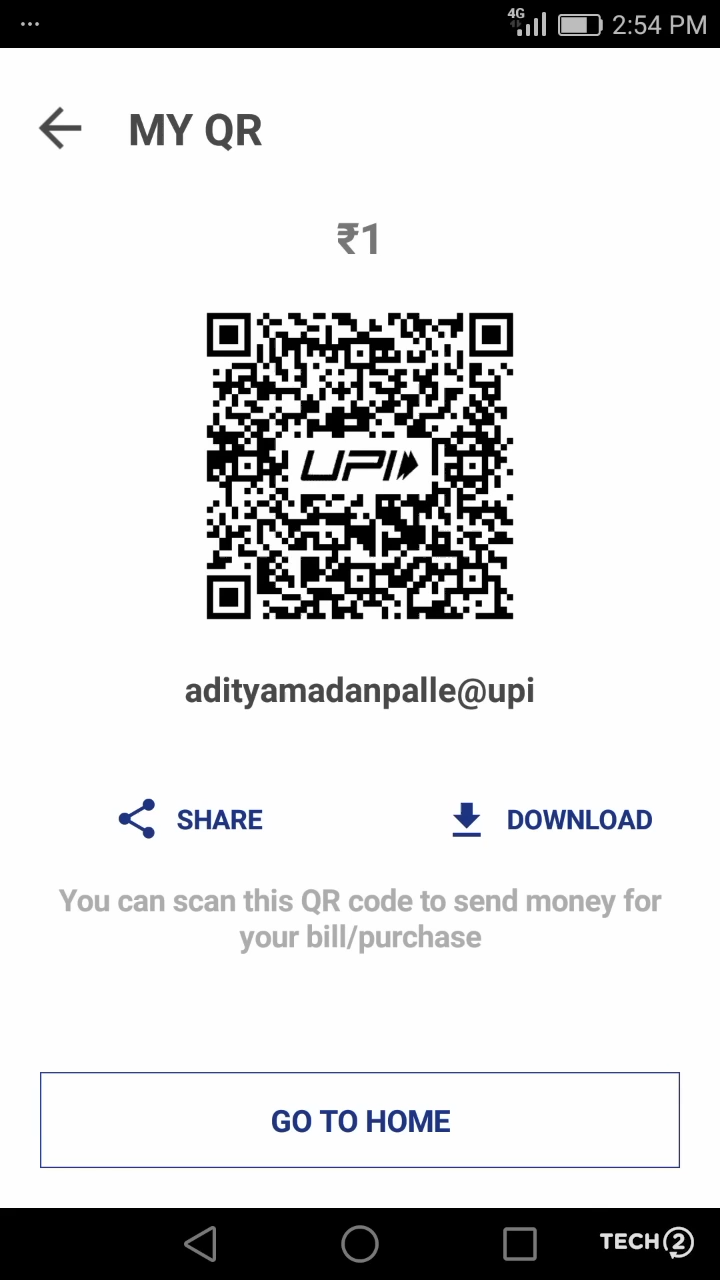 4G 2:54 PM
MY QR
₹1
UPI
adityamadanpalle@upi
SHARE DOWNLOAD
You can scan this QR code to send money for
your bill/purchase
GO TO HOME
TECH2